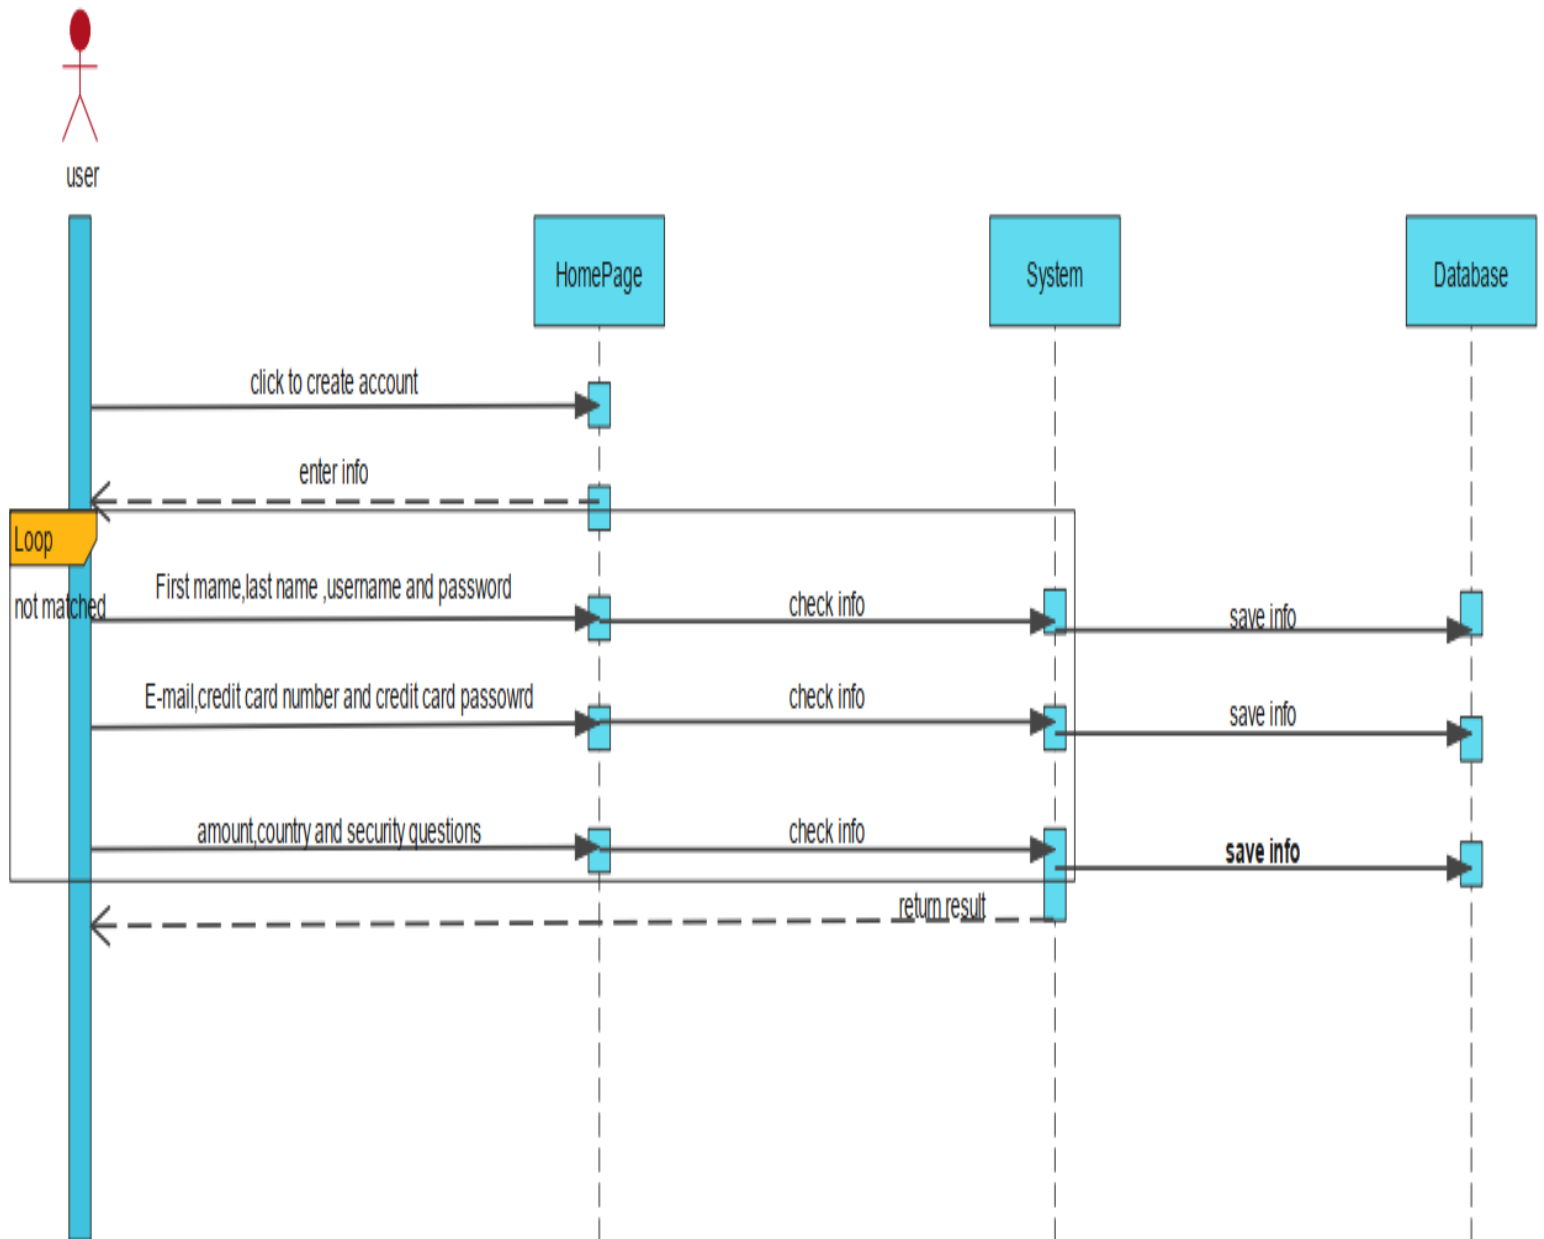 user
HomePage
System
Database
click to create account
enter info
Loop
not matched
First mame,last name ,username and password
check info
save info
E-mail,credit card number and credit card passowrd
check info
save info
amount,country and security questions
check info
save info
return result